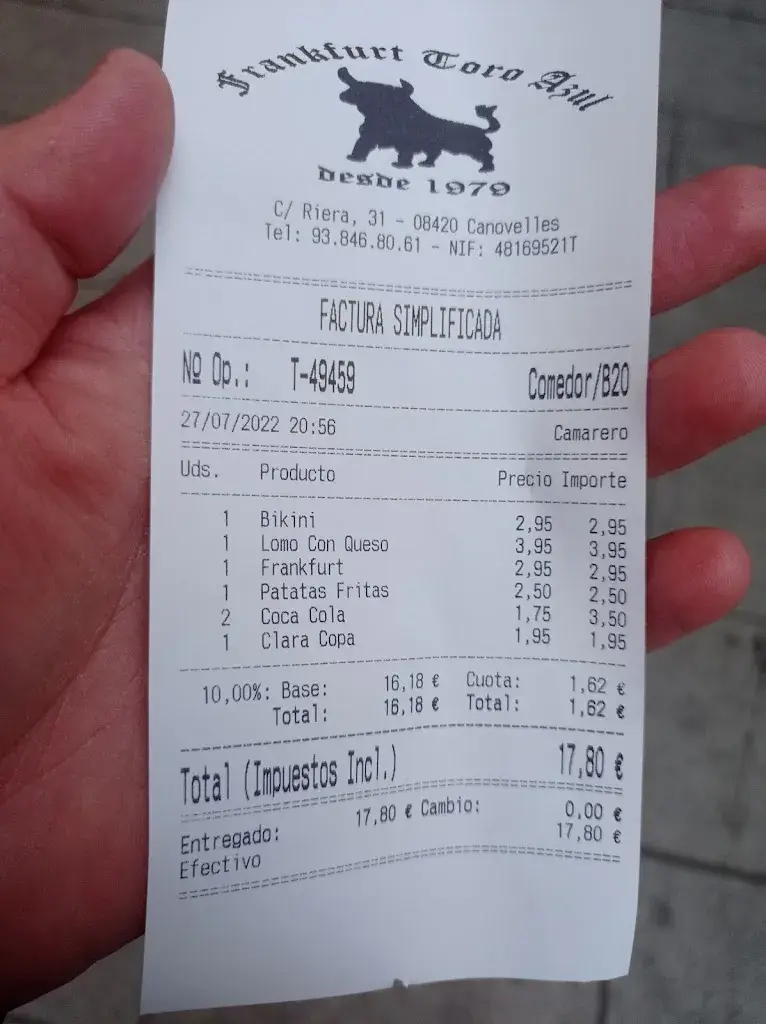 Frankfurt Toro Azul
desde 1979
C/ Riera, 31 - 08420 Canovelles
Tel: 93.846.80.61 - NIF: 48169521T
FACTURA SIMPLIFICADA
Nº Op.: T-49459 Comedor/B20
27/07/2022 20:56 Camarero
Uds. Producto Precio Importe
1 Bikini 2,95 2,95
1 Lomo Con Queso 3,95 3,95
1 Frankfurt 2,95 2,95
1 Patatas Fritas 2,50 2,50
2 Coca Cola 1,75 3,50
1 Clara Copa 1,95 1,95
10,00%: Base: 16,18 € Cuota: 1,62 €
Total: 16,18 € Total: 1,62 €
Total (Impuestos Incl.) 17,80 €
Entregado: 17,80 € Cambio: 0,00 €
Efectivo 17,80 €